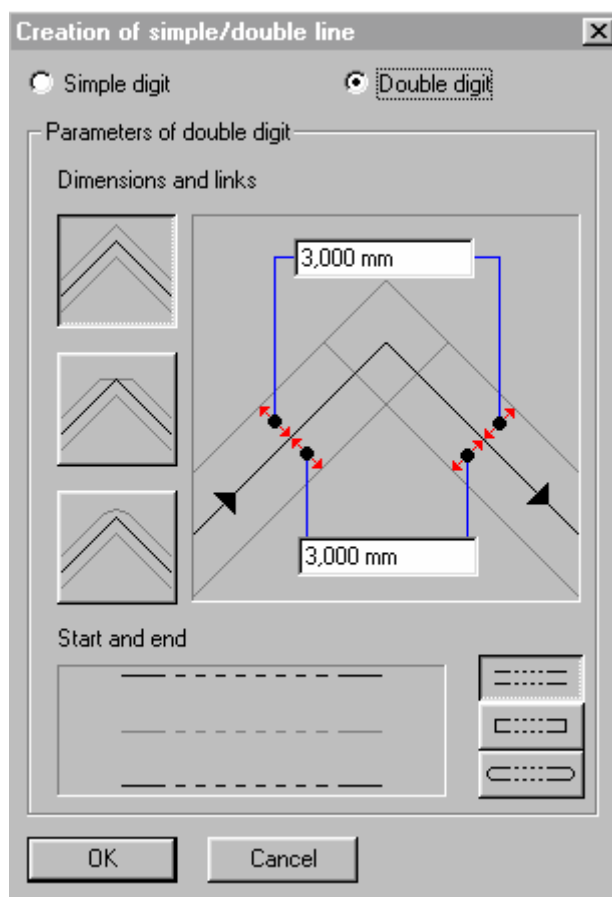 Creation of simple/double line
Simple digit Double digit
Parameters of double digit
Dimensions and links
3,000 mm
3,000 mm
Start and end
OK Cancel